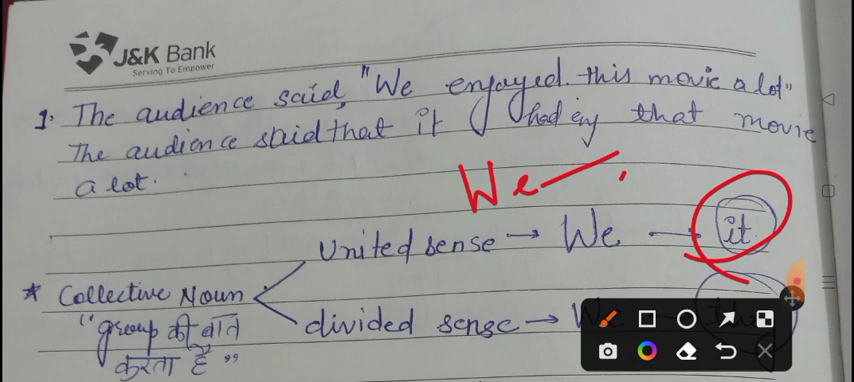 J&K Bank
Serving To Empower
1. The audience said, "We enjoyed this movie a lot"
The audience said that it had enj that movie
a lot.
We
United sense → We → it
* Collective Noun
divided sense →
"group की बात
करता है"